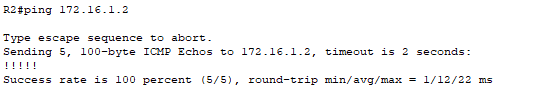 R2#ping 172.16.1.2
Type escape sequence to abort.
Sending 5, 100-byte ICMP Echos to 172.16.1.2, timeout is 2 seconds:
!!!!!
Success rate is 100 percent (5/5), round-trip min/avg/max = 1/12/22 ms